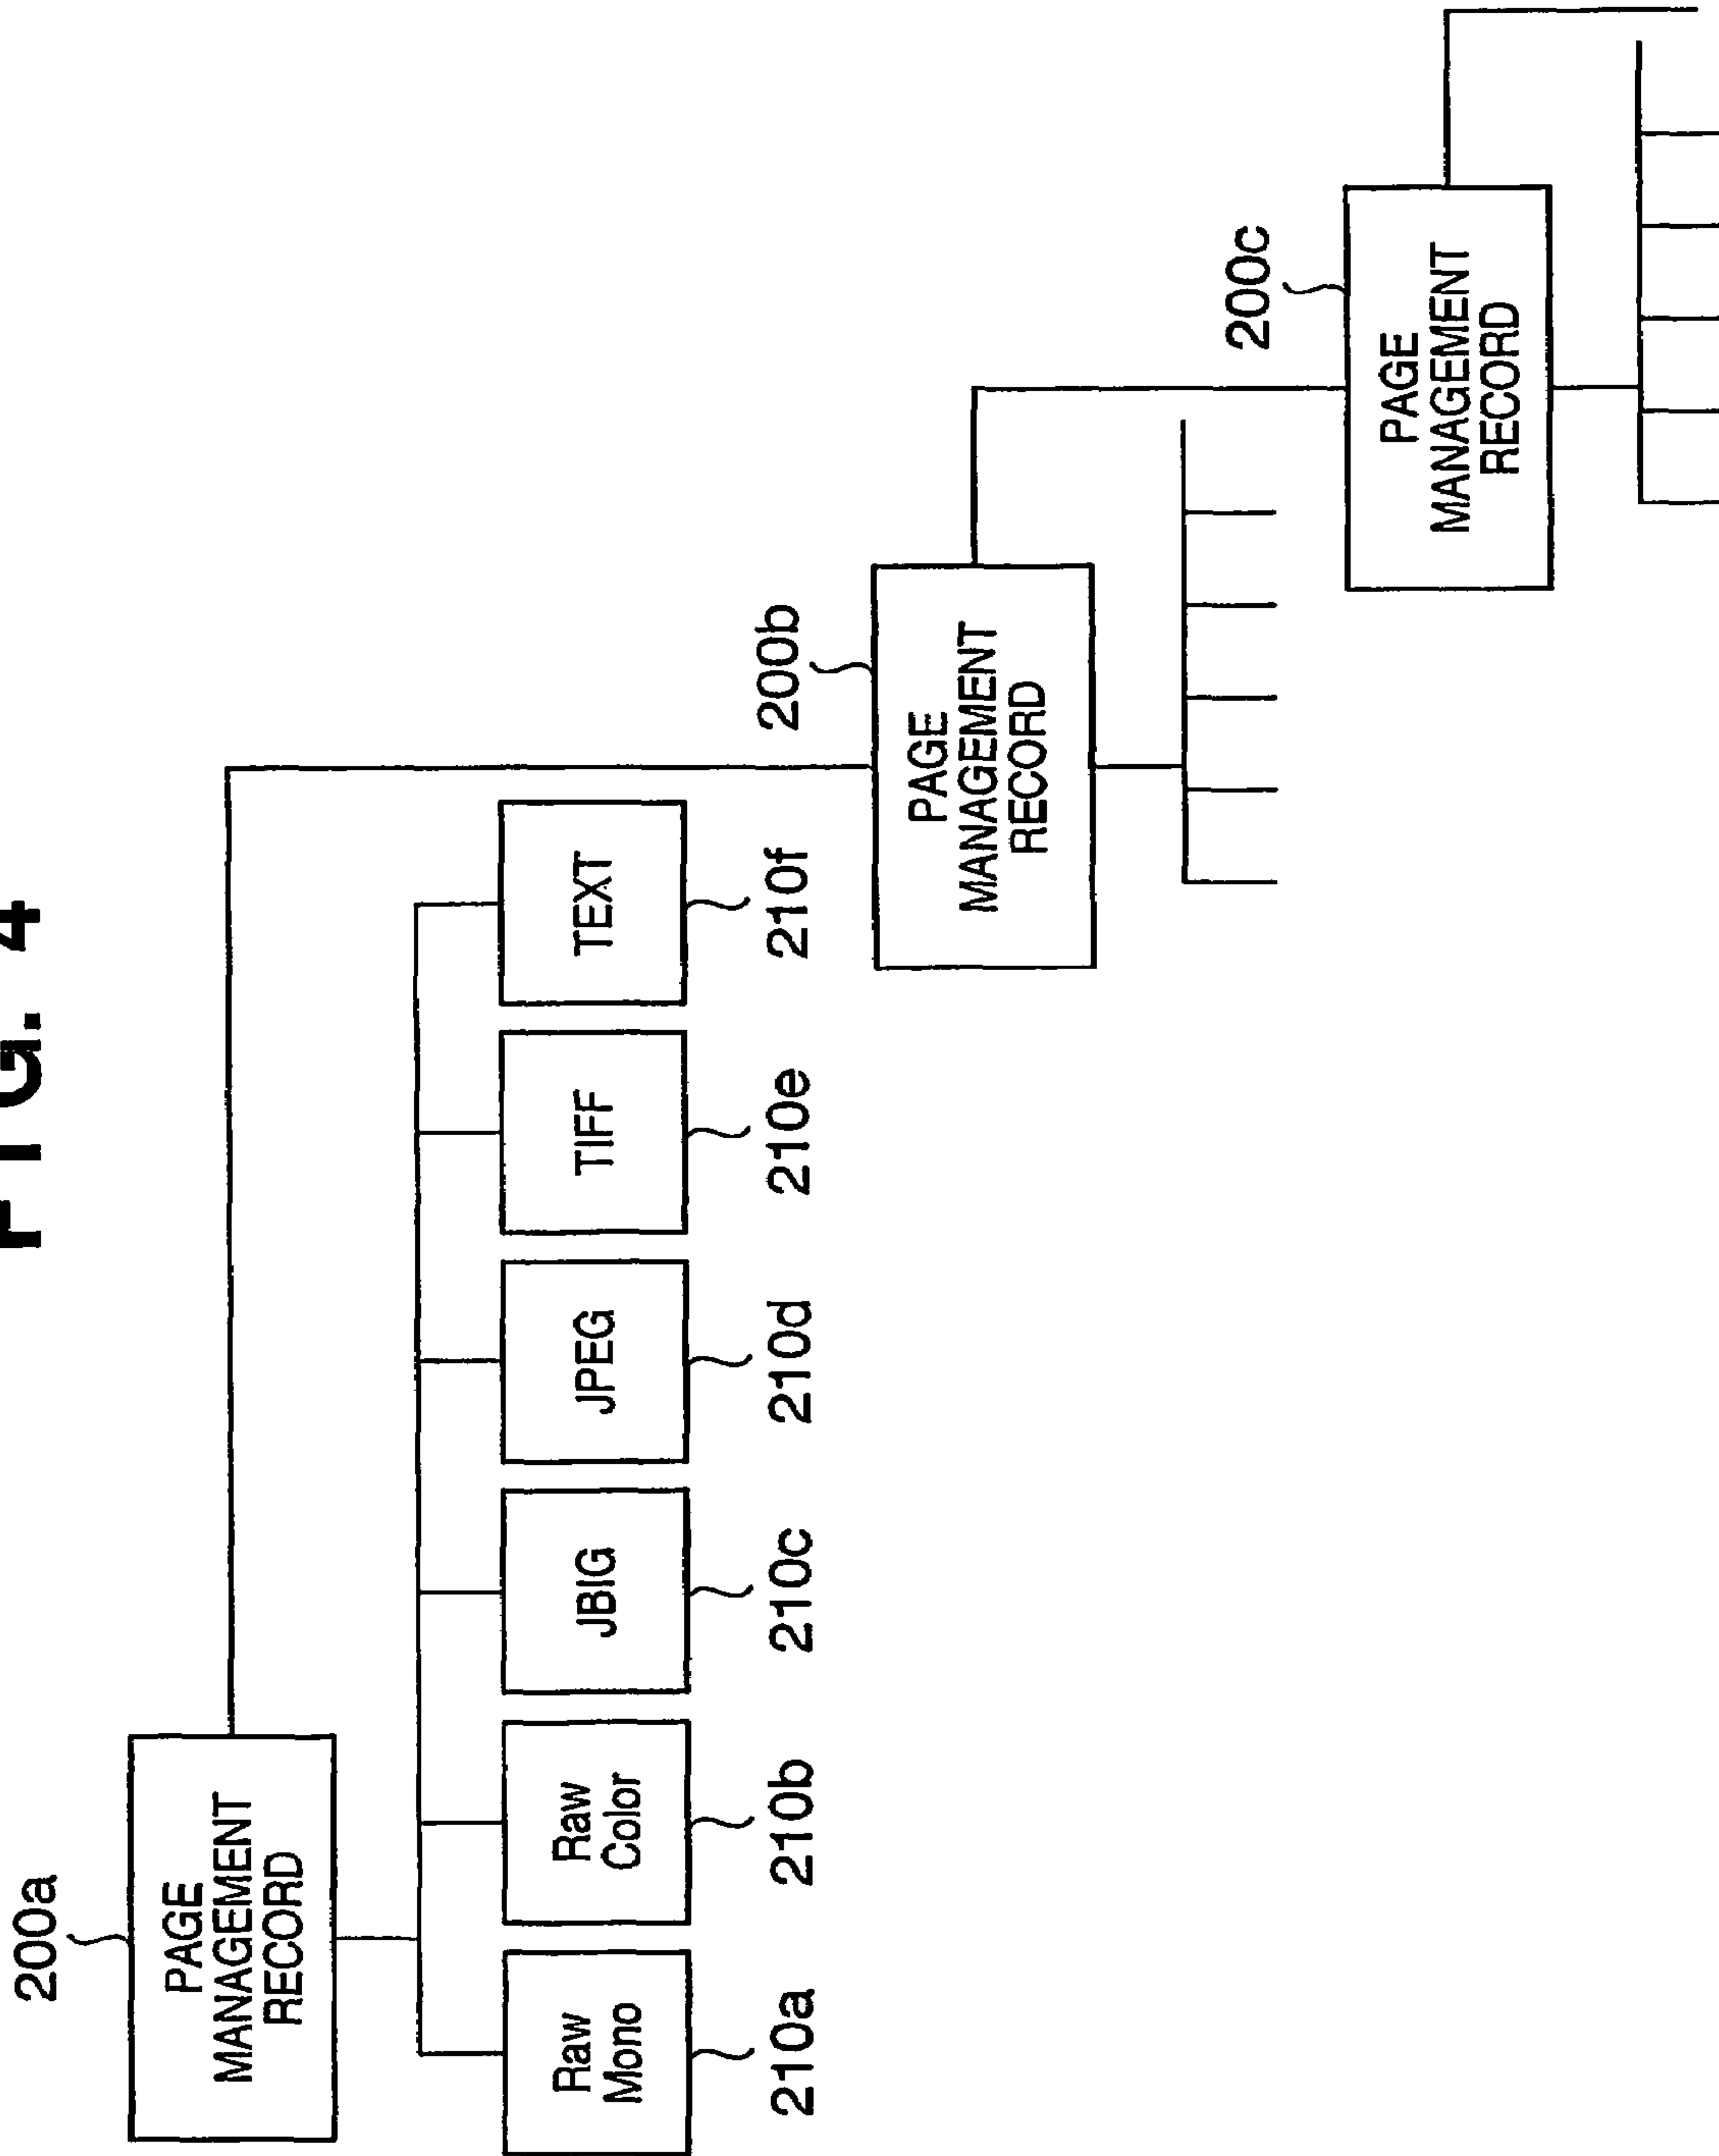 FIG. 4
200a
PAGE
MANAGEMENT
RECORD
Raw
Mono
210a
Raw
Color
210b
JBIG
210c
JPEG
210d
TIFF
210e
TEXT
210f
200b
PAGE
MANAGEMENT
RECORD
200c
PAGE
MANAGEMENT
RECORD